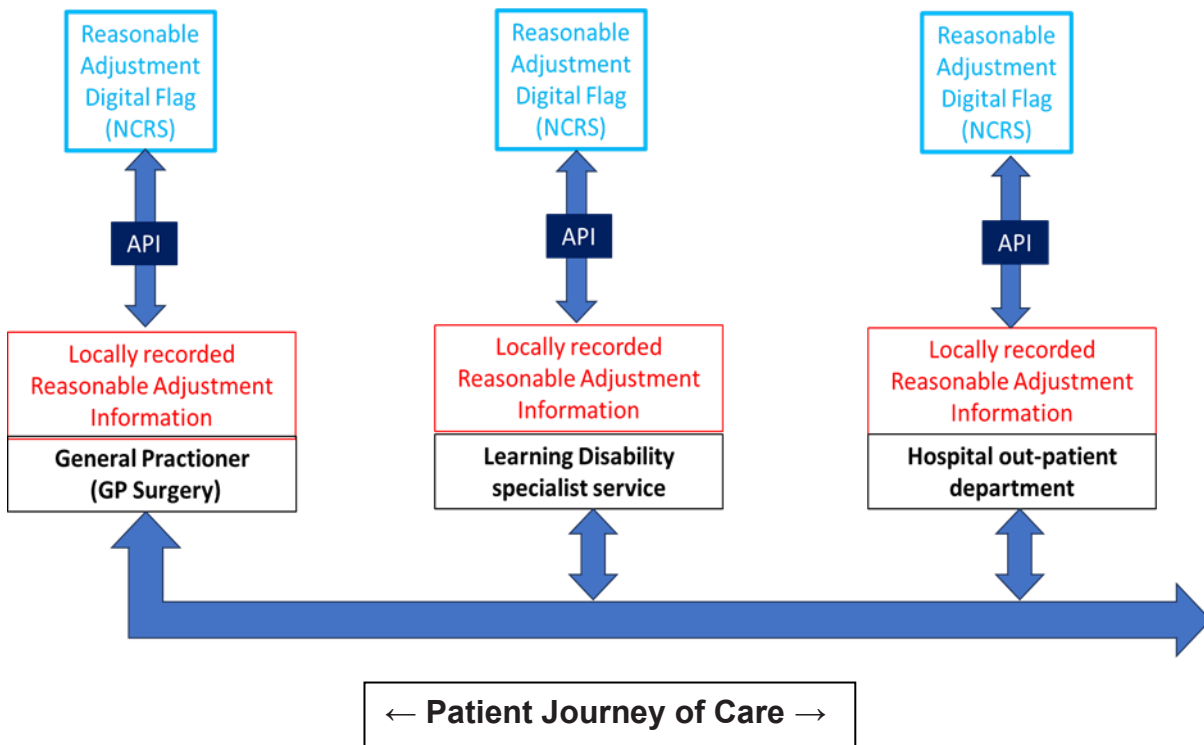 Reasonable
Adjustment
Digital Flag
(NCRS)
API
Locally recorded
Reasonable Adjustment
Information
General Practioner
(GP Surgery)
Reasonable
Adjustment
Digital Flag
(NCRS)
API
Locally recorded
Reasonable Adjustment
Information
Learning Disability
specialist service
Reasonable
Adjustment
Digital Flag
(NCRS)
API
Locally recorded
Reasonable Adjustment
Information
Hospital out-patient
department
← Patient Journey of Care →